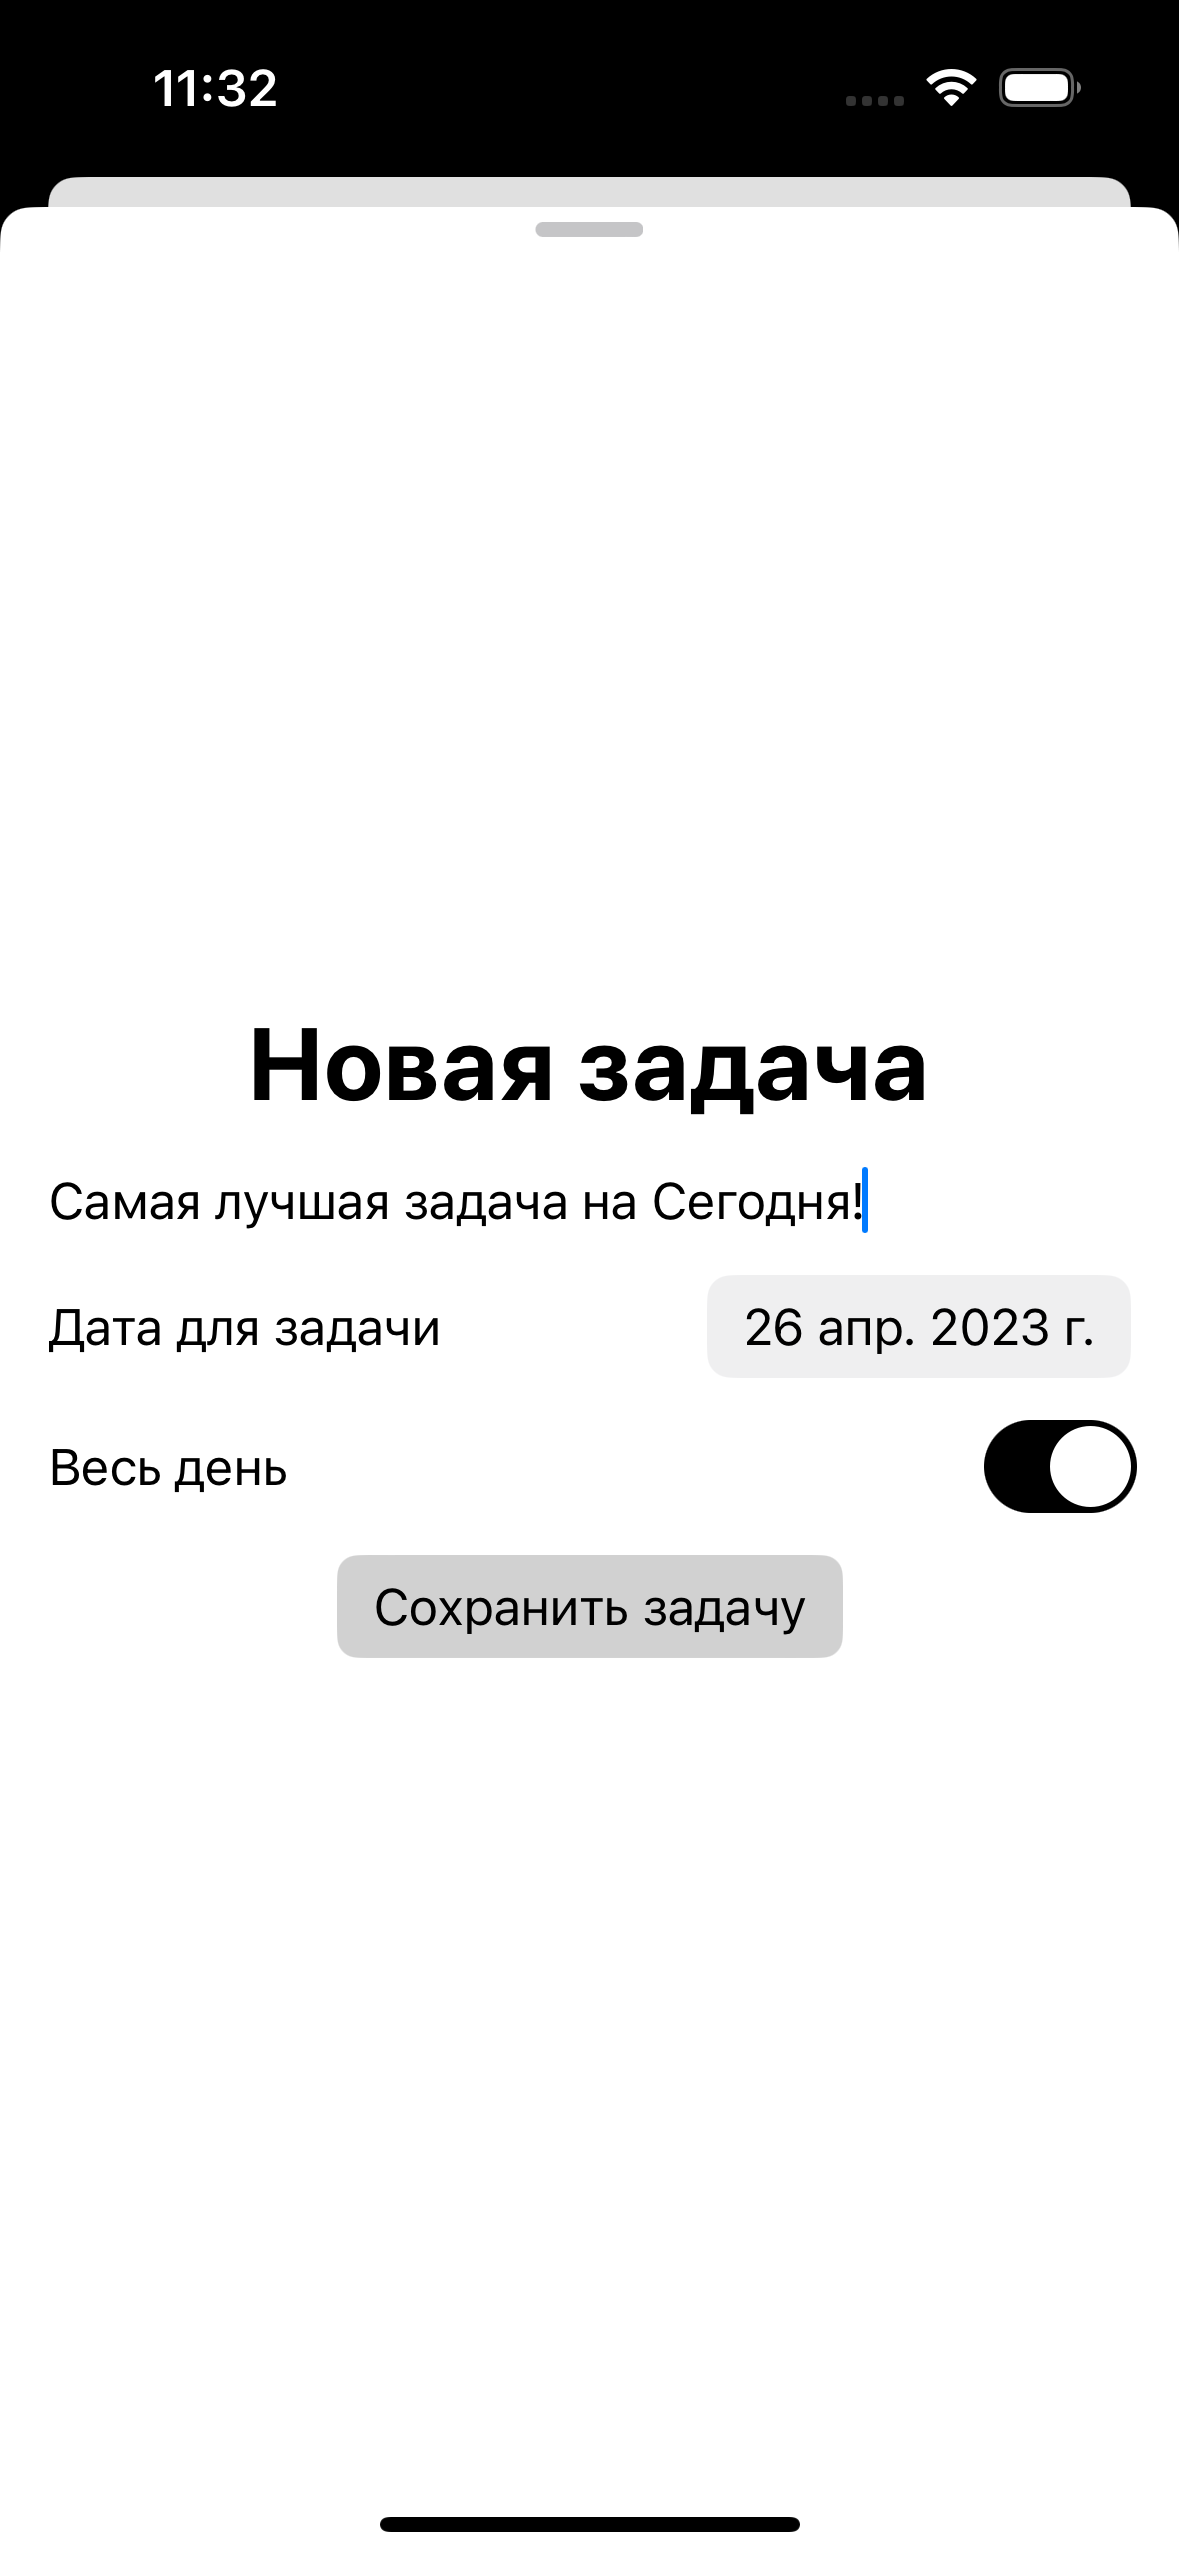 11:32
Новая задача
Самая лучшая задача на Сегодня!
Дата для задачи 26 апр. 2023 г.
Весь день
Сохранить задачу